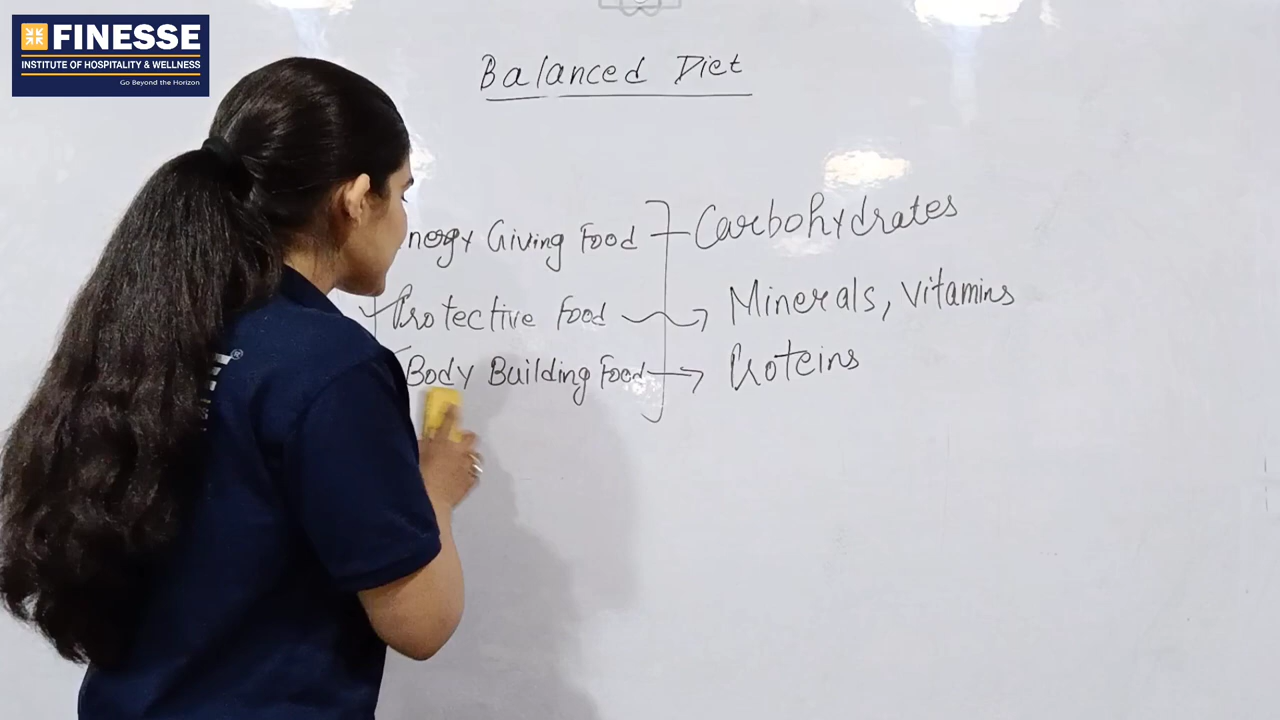 FINESSE
INSTITUTE OF HOSPITALITY & WELLNESS
Go Beyond the Horizon
Balanced Diet
nergy Giving Food Carbohydrates
Protective Food → Minerals, Vitamins
Body Building Food → Proteins